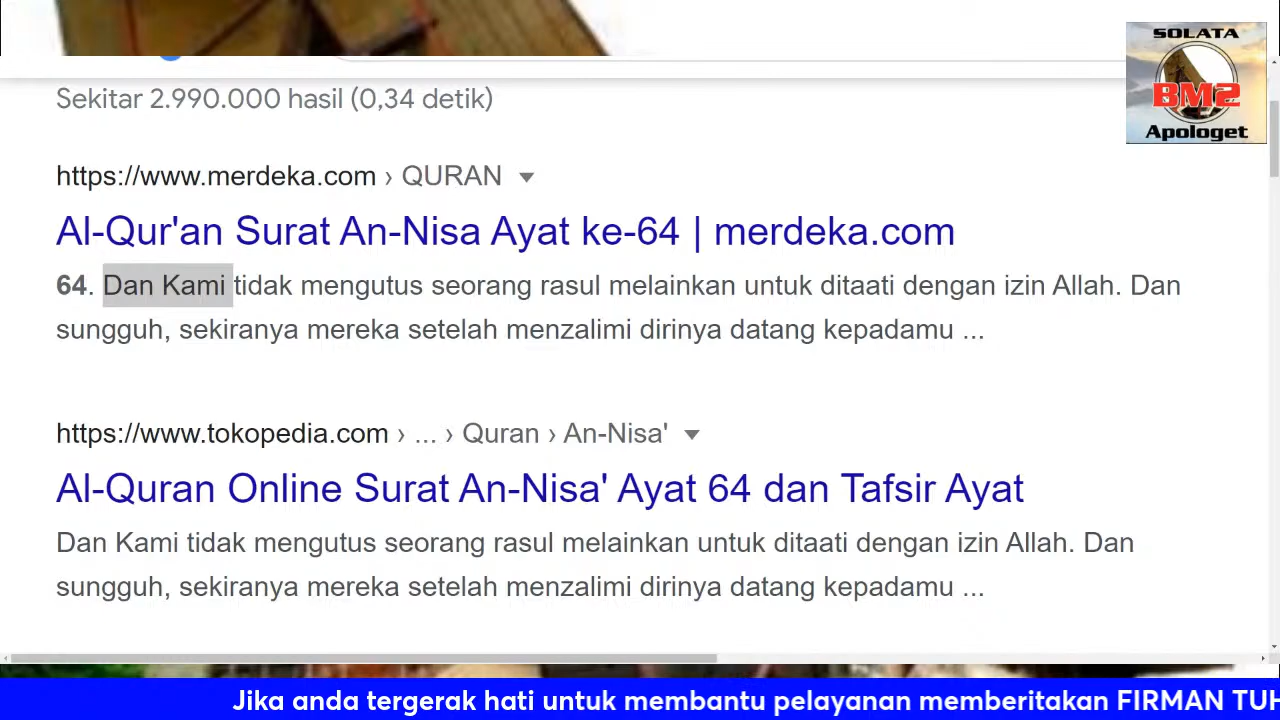 SOLATA
BM2
Apologet
Sekitar 2.990.000 hasil (0,34 detik)
https://www.merdeka.com › QURAN
Al-Qur'an Surat An-Nisa Ayat ke-64 | merdeka.com
64. Dan Kami tidak mengutus seorang rasul melainkan untuk ditaati dengan izin Allah. Dan
sungguh, sekiranya mereka setelah menzalimi dirinya datang kepadamu ...
https://www.tokopedia.com › ... › Quran › An-Nisa'
Al-Quran Online Surat An-Nisa' Ayat 64 dan Tafsir Ayat
Dan Kami tidak mengutus seorang rasul melainkan untuk ditaati dengan izin Allah. Dan
sungguh, sekiranya mereka setelah menzalimi dirinya datang kepadamu ...
Jika anda tergerak hati untuk membantu pelayanan memberitakan FIRMAN TUH